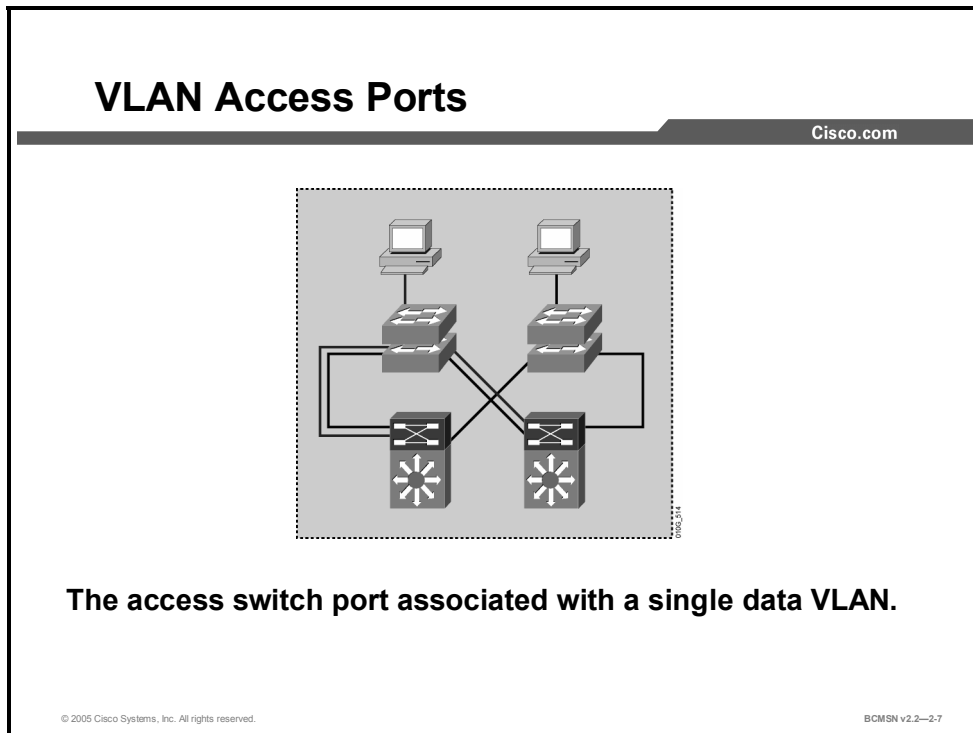 VLAN Access Ports
Cisco.com
010G_514
The access switch port associated with a single data VLAN.
© 2005 Cisco Systems, Inc. All rights reserved.
BCMSN v2.2—2-7